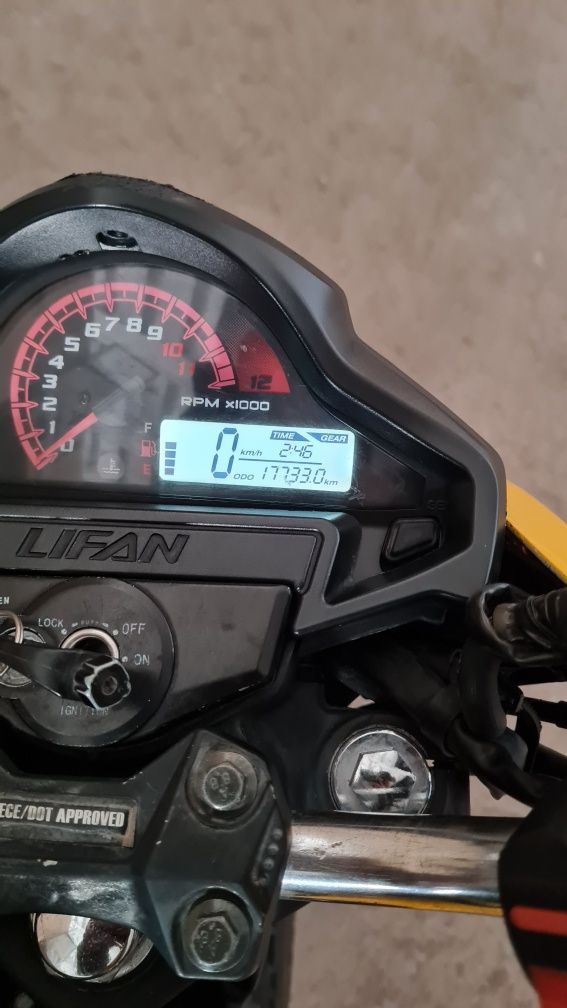 0 1 2 3 4 5 6 7 8 9 10 11 12
RPM x1000
F
E
TIME GEAR
0 km/h 2:46
ODO 17733.0 km
LIFAN
LOCK OFF
ON
IGNITION
ECE/DOT APPROVED